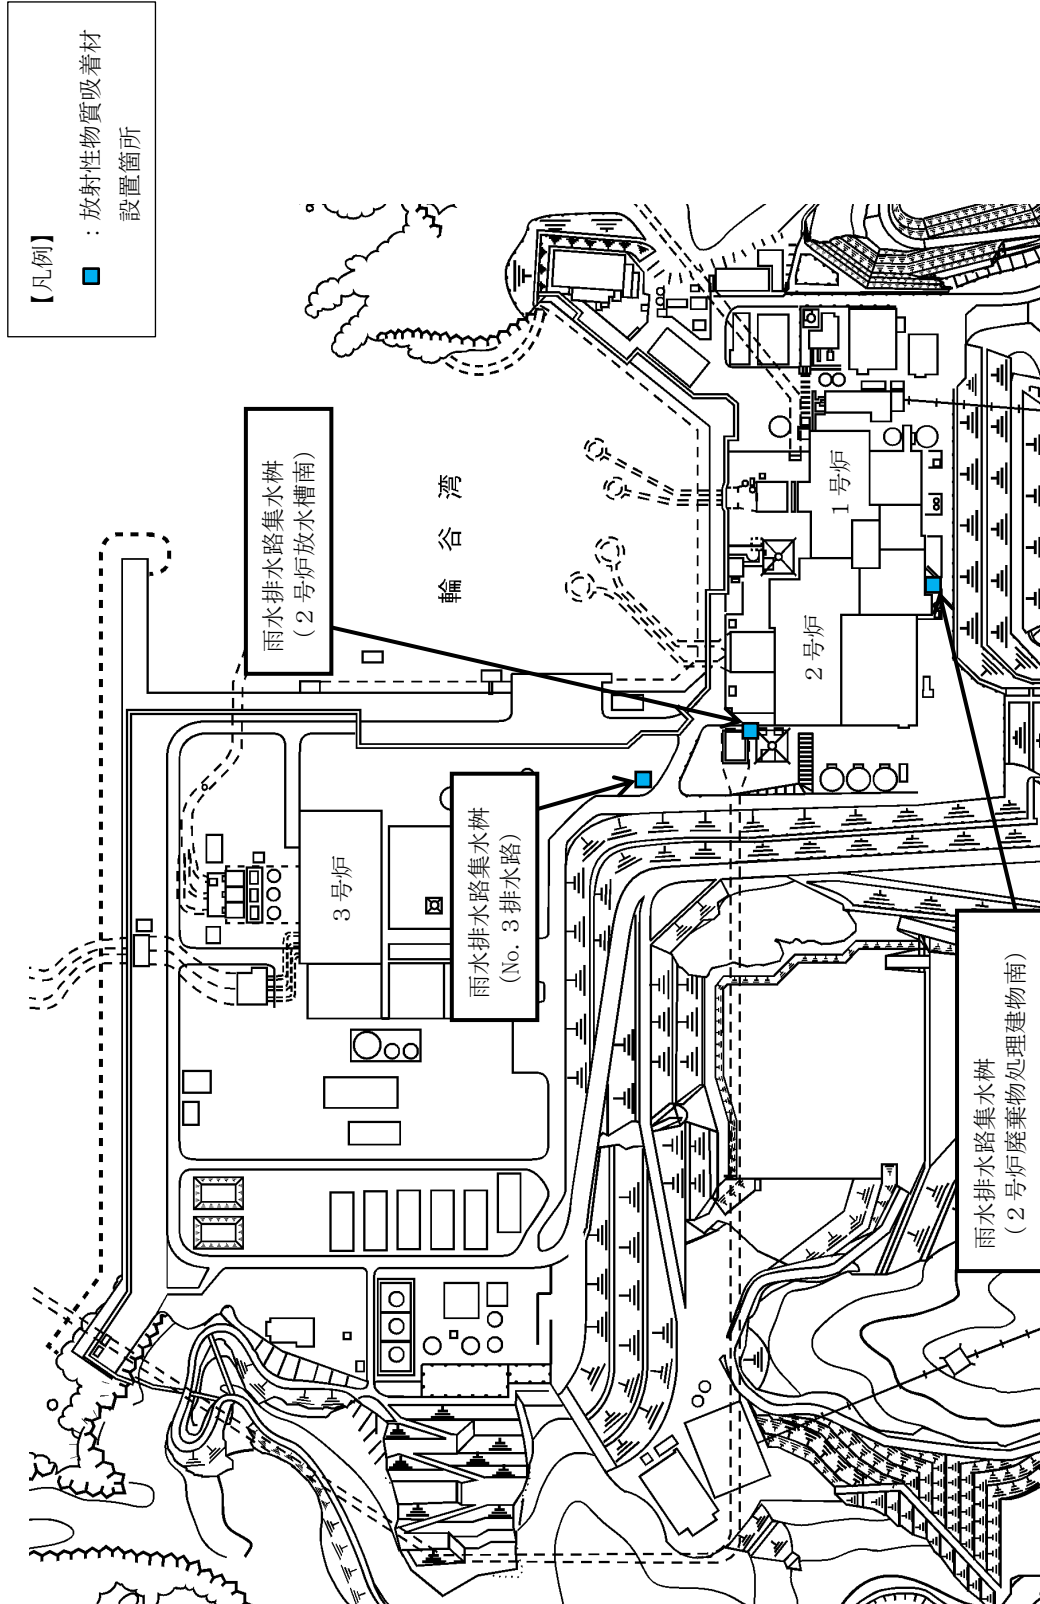 【凡例】
■ ：放射性物質吸着材
設置箇所
雨水排水路集水桝
（２号炉放水槽南）
輪谷湾
雨水排水路集水桝
（No. 3 排水路）
３号炉
２号炉
１号炉
雨水排水路集水桝
（２号炉廃棄物処理建物南）